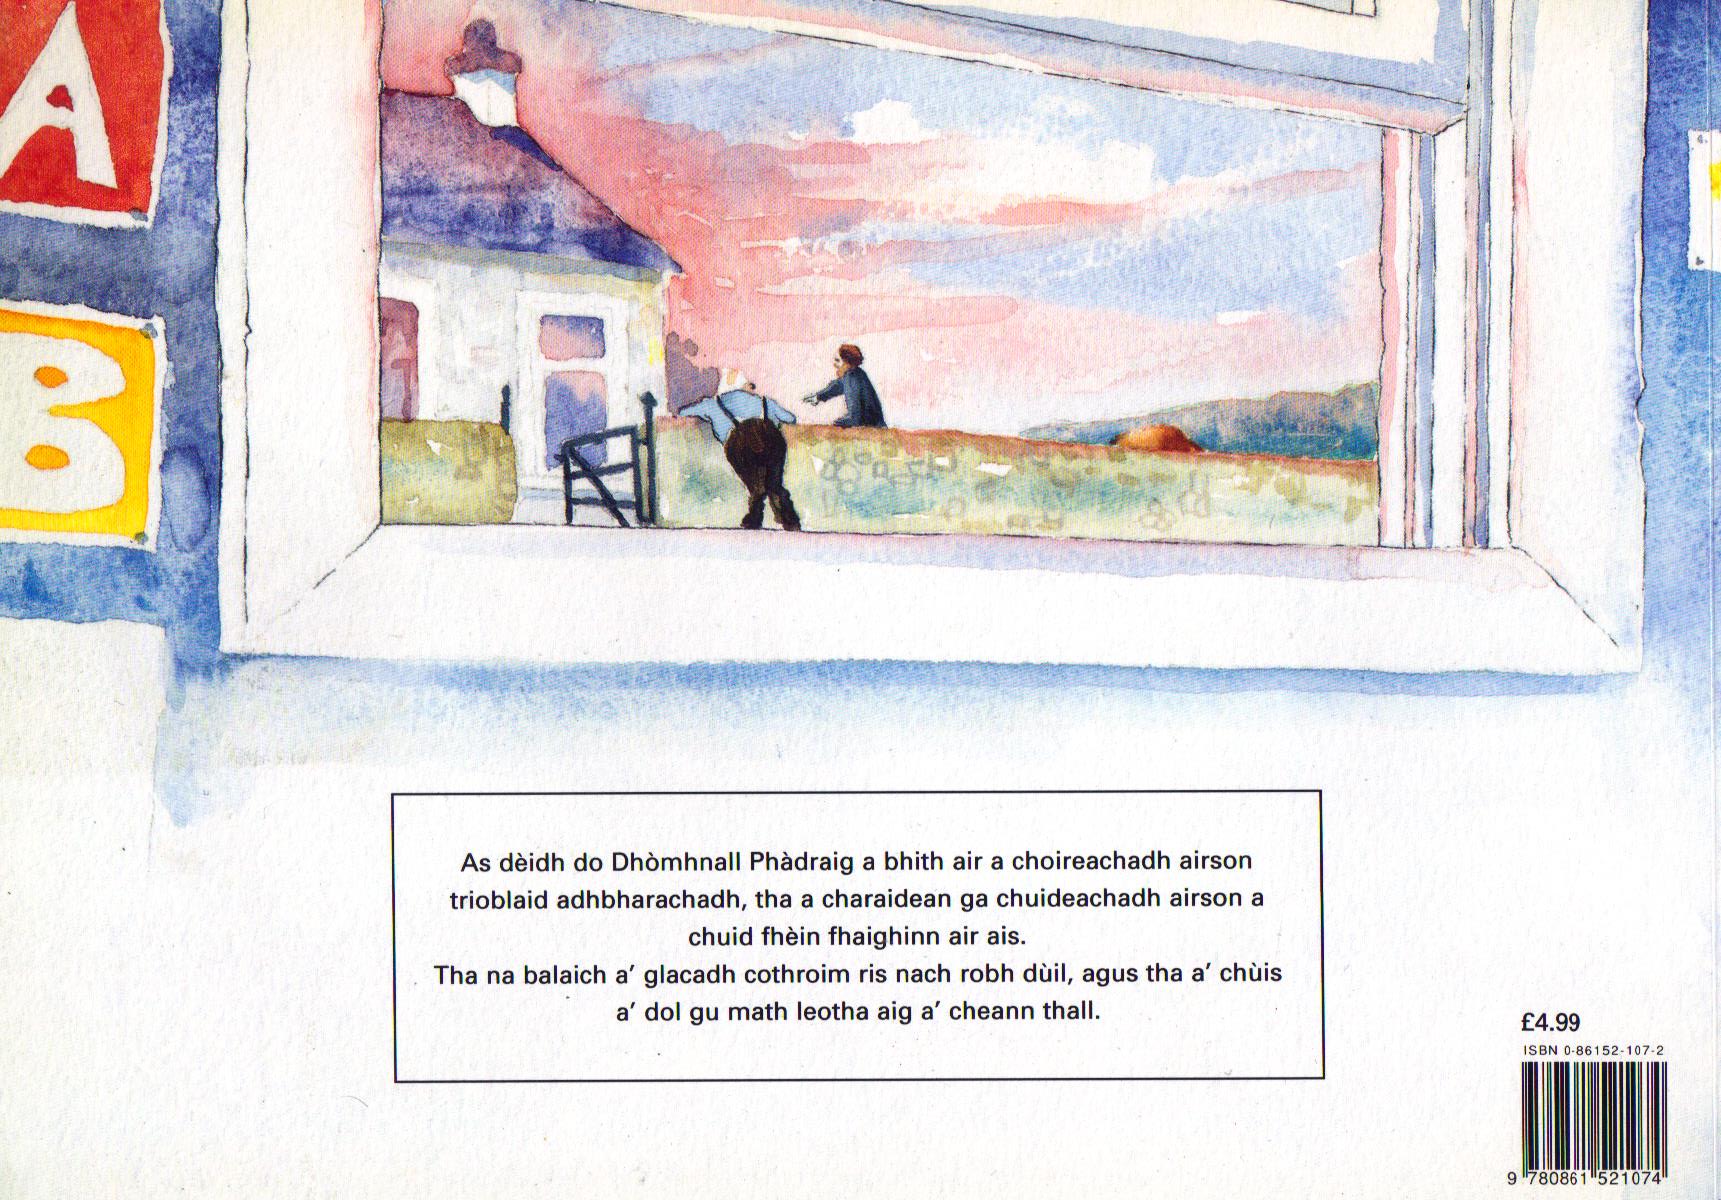 A
B
As dèidh do Dhòmhnall Phàdraig a bhith air a choireachadh airson
trioblaid adhbharachadh, tha a charaidean ga chuideachadh airson a
chuid fhèin fhaighinn air ais.
Tha na balaich a’ glacadh cothroim ris nach robh dùil, agus tha a’ chùis
a’ dol gu math leotha aig a’ cheann thall.
£4.99
ISBN 0-86152-107-2
9 780861 521074